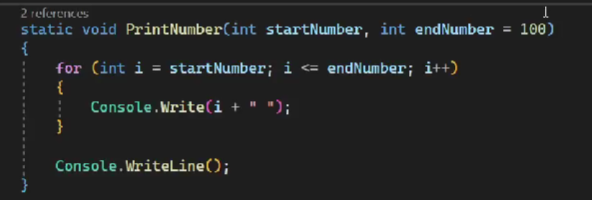 2 references
static void PrintNumber(int startNumber, int endNumber = 100)
{
for (int i = startNumber; i <= endNumber; i++)
{
Console.Write(i + " ");
}
Console.WriteLine();
}